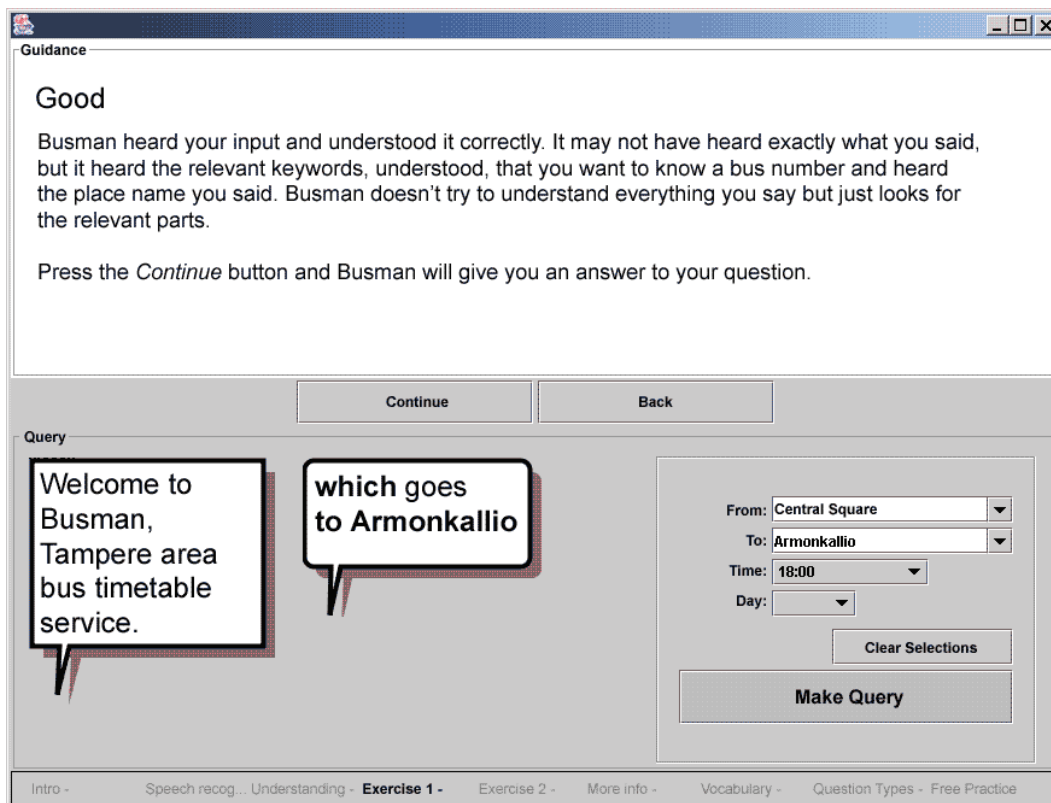 Guidance
Good
Busman heard your input and understood it correctly. It may not have heard exactly what you said,
but it heard the relevant keywords, understood, that you want to know a bus number and heard
the place name you said. Busman doesn't try to understand everything you say but just looks for
the relevant parts.
Press the Continue button and Busman will give you an answer to your question.
Continue
Back
Query
Welcome to
Busman,
Tampere area
bus timetable
service.
which goes
to Armonkallio
From: Central Square
To: Armonkallio
Time: 18:00
Day:
Clear Selections
Make Query
Intro - Speech recog... Understanding - Exercise 1 - Exercise 2 - More info - Vocabulary - Question Types - Free Practice